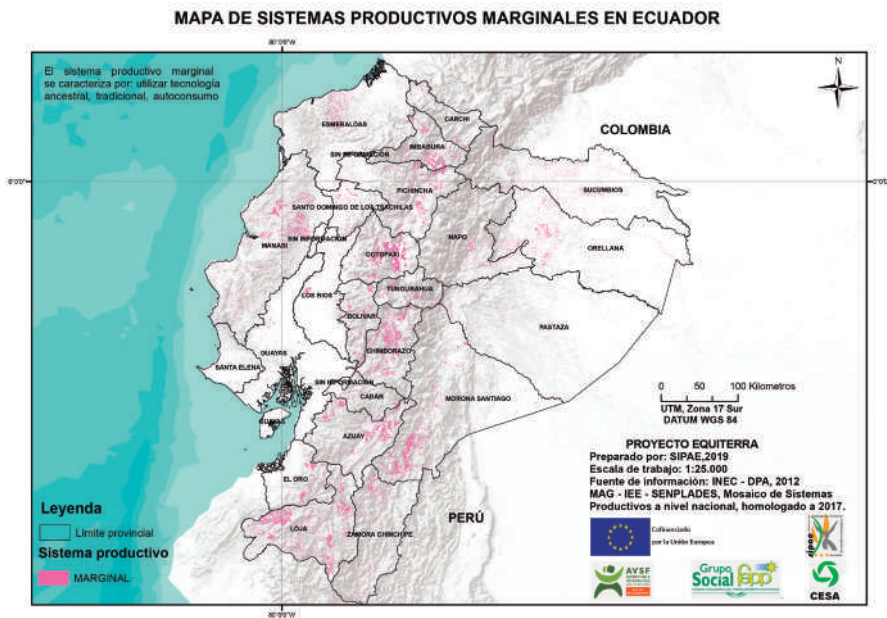 MAPA DE SISTEMAS PRODUCTIVOS MARGINALES EN ECUADOR
80°0'0"W
El sistema productivo marginal
se caracteriza por: utilizar tecnología
ancestral, tradicional, autoconsumo
N
CARCHI
ESMERALDAS
COLOMBIA
IMBABURA
SIN INFORMACIÓN
0°0'0"
0°0'0"
PICHINCHA
SUCUMBIOS
SANTO DOMINGO DE LOS TSACHILAS
SIN INFORMACIÓN
MANABI
NAPO
COTOPAXI
ORELLANA
TUNGURAHUA
LOS RIOS
BOLIVAR
PASTAZA
GUAYAS
CHIMBORAZO
SANTA ELENA
SIN INFORMACIÓN
CAÑAR
MORONA SANTIAGO
0 50 100 Kilometros
UTM, Zona 17 Sur
DATUM WGS 84
GUAYAS
AZUAY
PROYECTO EQUITERRA
Preparado por: SIPAE,2019
Escala de trabajo: 1:25.000
Fuente de información: INEC - DPA, 2012
MAG - IEE - SENPLADES, Mosaico de Sistemas
Productivos a nivel nacional, homologado a 2017.
EL ORO
PERÚ
LOJA
ZAMORA CHINCHIPE
Leyenda
Límite provincial
Sistema productivo
MARGINAL
Cofinanciado
por la Unión Europea
sipae
AVSF
Grupo
Social fepp
CESA
80°0'0"W